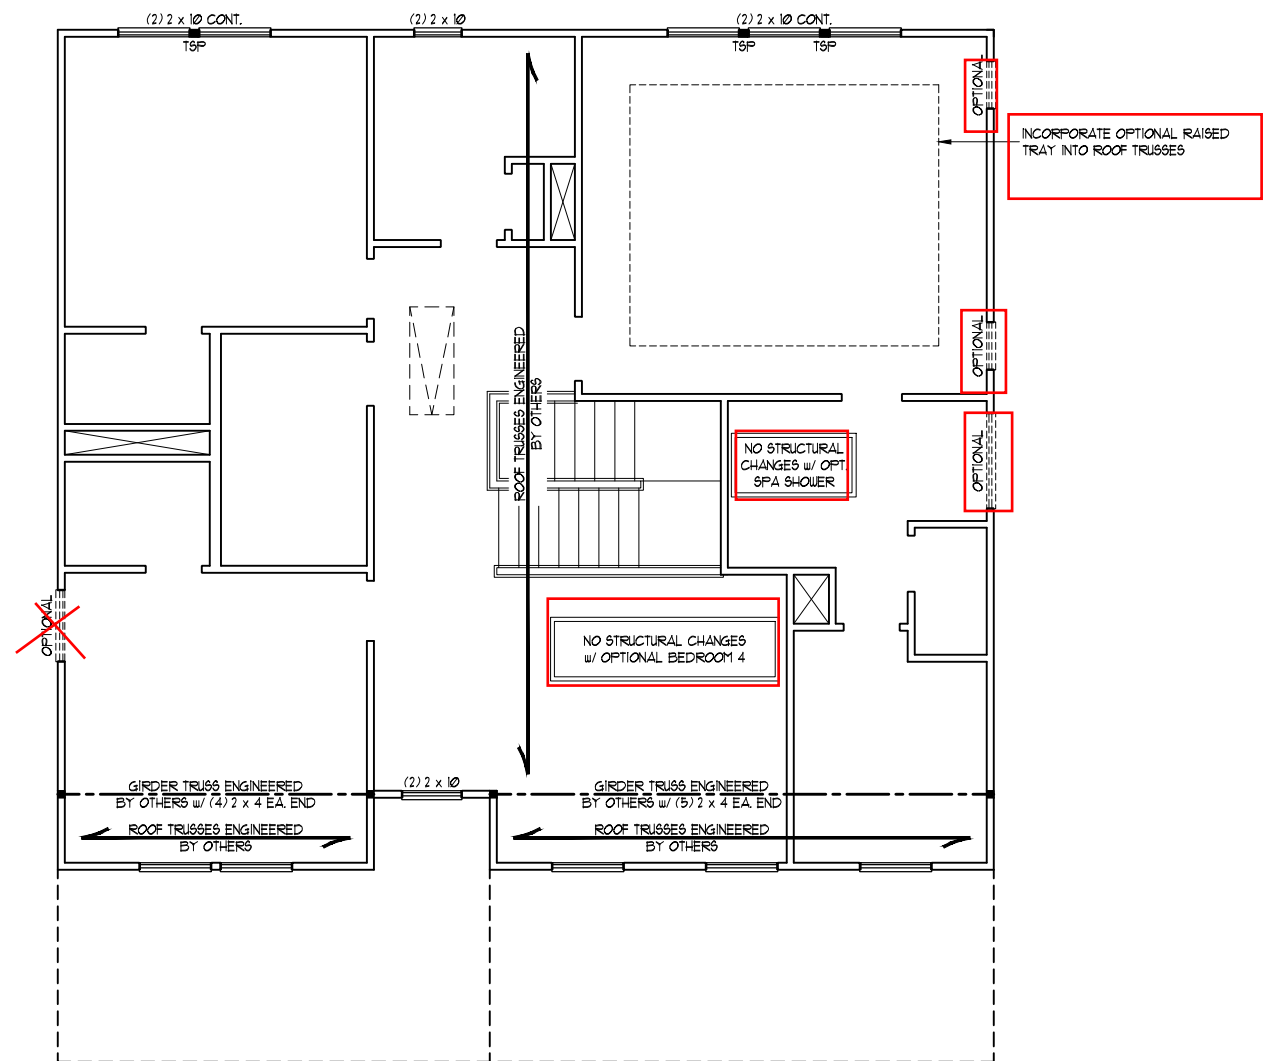 (2) 2 x 10 CONT.
(2) 2 x 10
(2) 2 x 10 CONT.
TSP
TSP
TSP
OPTIONAL
INCORPORATE OPTIONAL RAISED
TRAY INTO ROOF TRUSSES
OPTIONAL
ROOF TRUSSES ENGINEERED
BY OTHERS
NO STRUCTURAL
CHANGES w/ OPT.
SPA SHOWER
OPTIONAL
OPTIONAL
NO STRUCTURAL CHANGES
w/ OPTIONAL BEDROOM 4
GIRDER TRUSS ENGINEERED
BY OTHERS w/ (4) 2 x 4 EA. END
(2) 2 x 10
GIRDER TRUSS ENGINEERED
BY OTHERS w/ (5) 2 x 4 EA. END
ROOF TRUSSES ENGINEERED
BY OTHERS
ROOF TRUSSES ENGINEERED
BY OTHERS